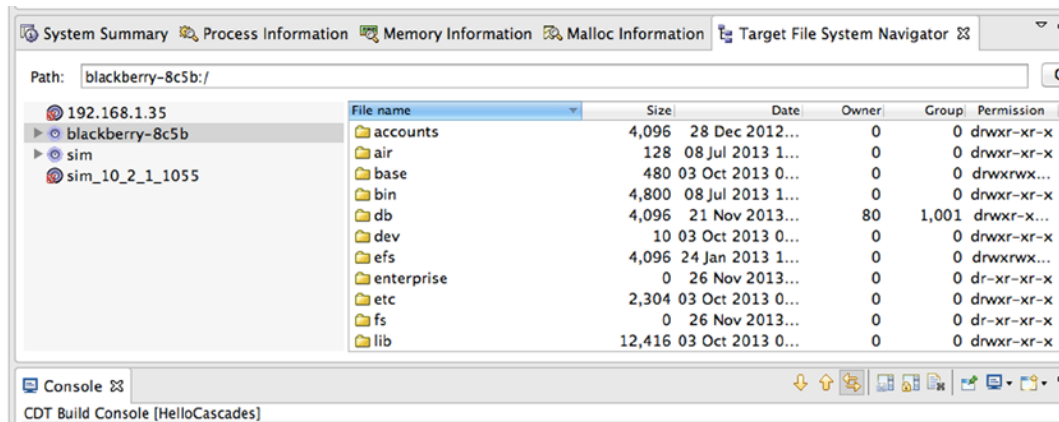 System Summary Process Information Memory Information Malloc Information Target File System Navigator
Path: blackberry-8c5b:/
192.168.1.35
blackberry-8c5b
sim
sim_10_2_1_1055
File name Size Date Owner Group Permission
accounts 4,096 28 Dec 2012... 0 0 drwxr-xr-x
air 128 08 Jul 2013 1... 0 0 drwxr-xr-x
base 480 03 Oct 2013 0... 0 0 drwxrwx...
bin 4,800 08 Jul 2013 1... 0 0 drwxr-xr-x
db 4,096 21 Nov 2013... 80 1,001 drwxr-x...
dev 10 03 Oct 2013 0... 0 0 drwxr-xr-x
efs 4,096 24 Jan 2013 1... 0 0 drwxrwx...
enterprise 0 26 Nov 2013... 0 0 dr-xr-xr-x
etc 2,304 03 Oct 2013 0... 0 0 drwxr-xr-x
fs 0 26 Nov 2013... 0 0 dr-xr-xr-x
lib 12,416 03 Oct 2013 0... 0 0 drwxr-xr-x
Console
CDT Build Console [HelloCascades]